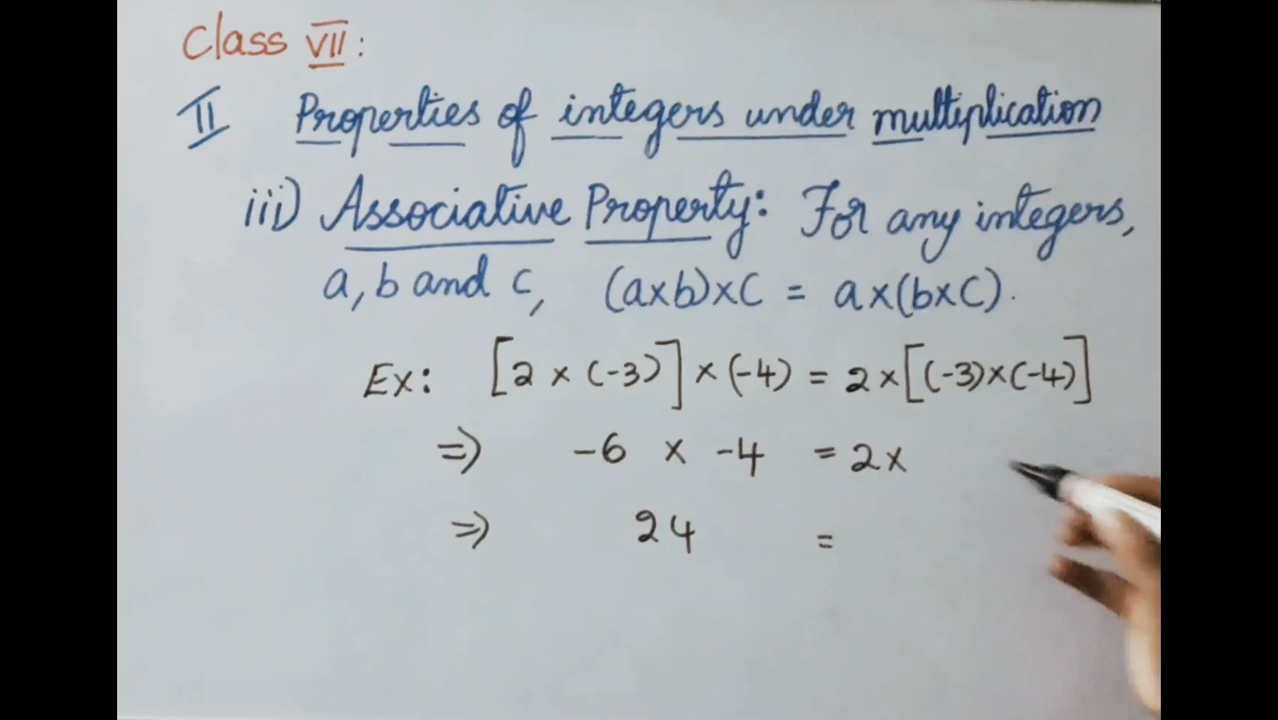 Class VII:
II Properties of integers under multiplication
iii) Associative Property: For any integers,
a, b and c, (a×b)×c = a×(b×c).
Ex: [2 × (-3)] × (-4) = 2 × [(-3)×(-4)]
=> -6 × -4 = 2×
=> 24 =